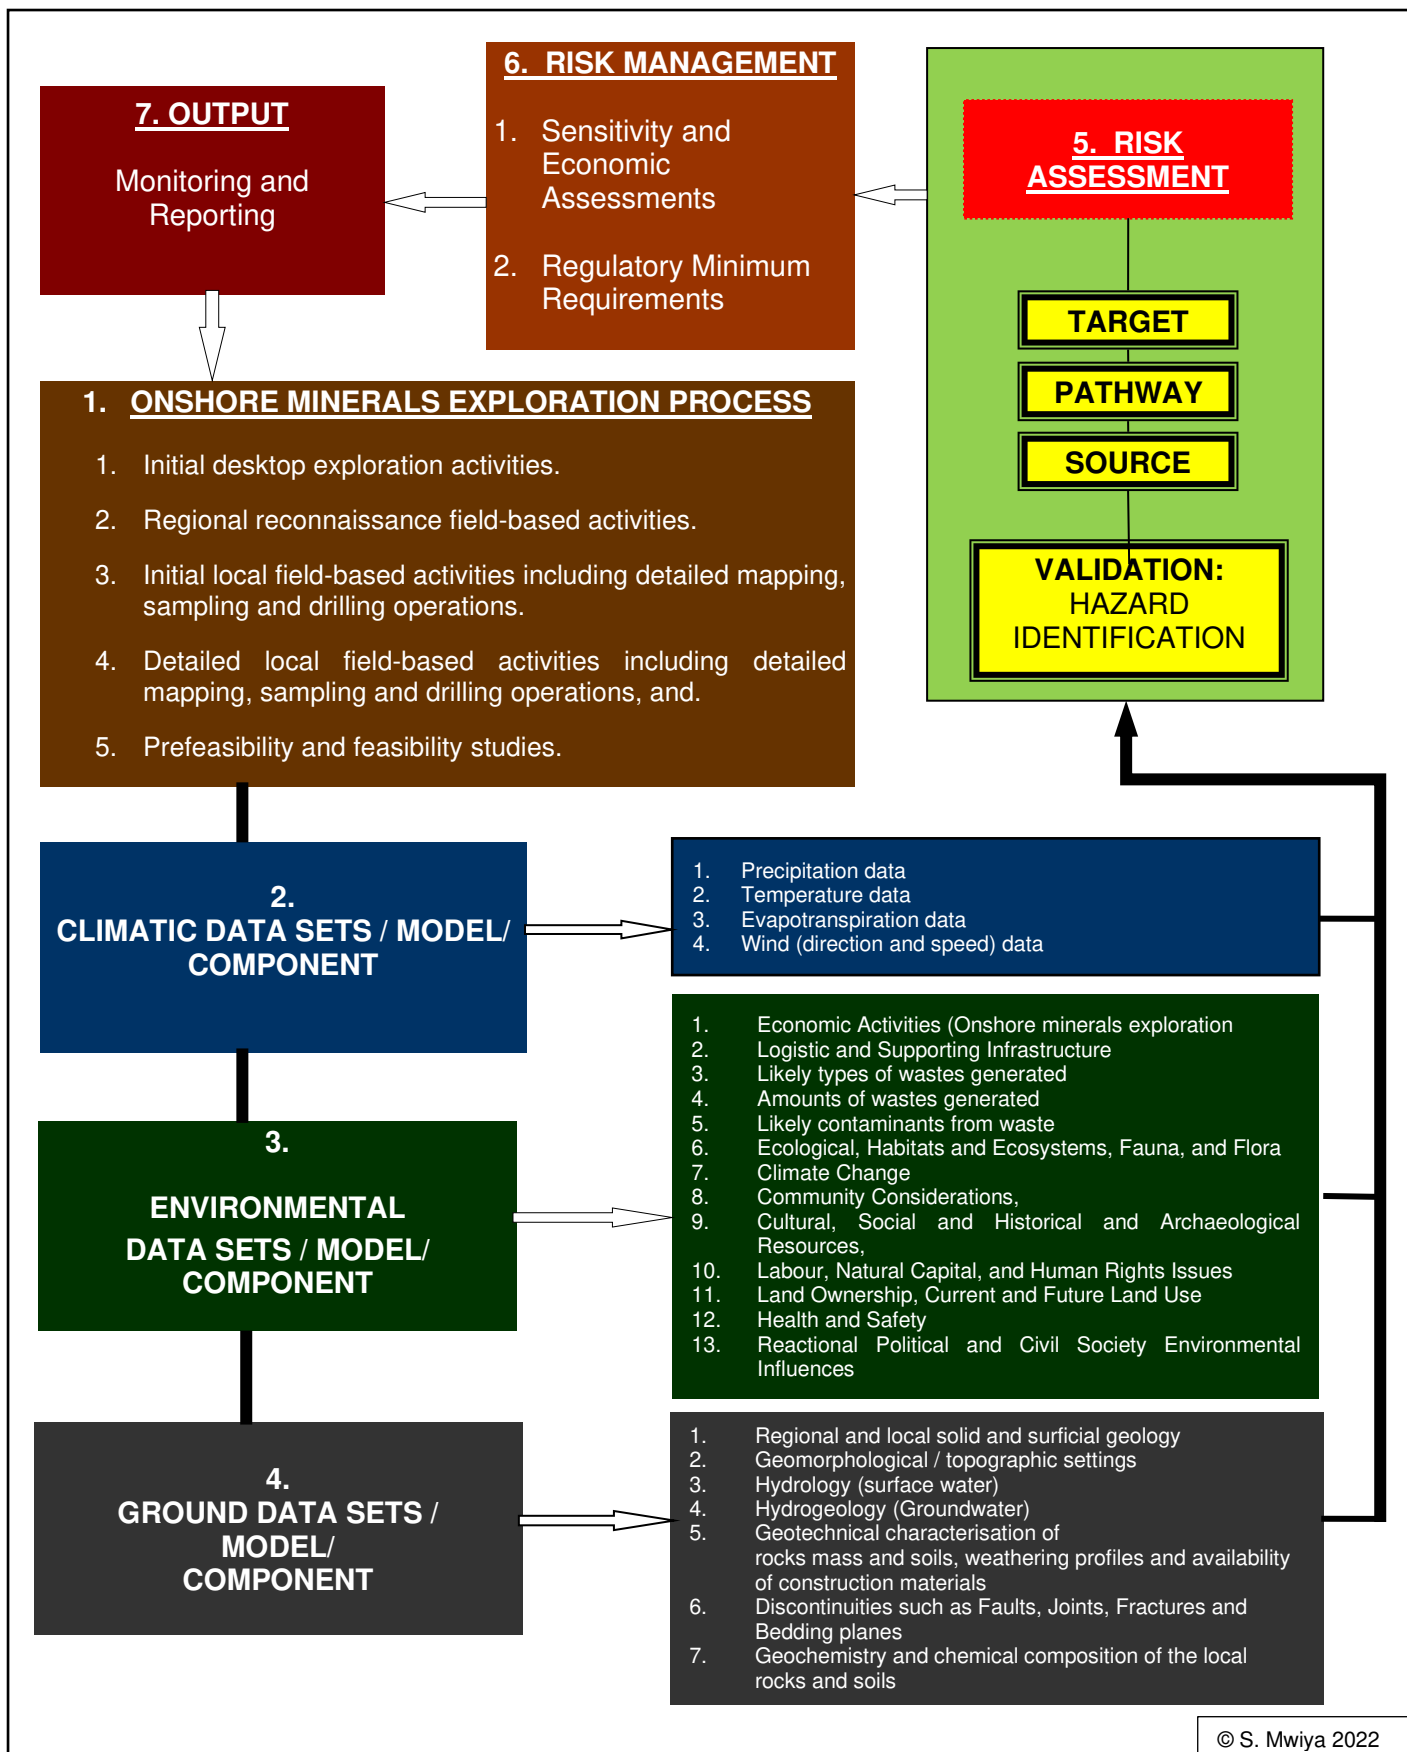 7. OUTPUT
Monitoring and
Reporting
6. RISK MANAGEMENT
1. Sensitivity and
Economic
Assessments
2. Regulatory Minimum
Requirements
5. RISK
ASSESSMENT
TARGET
PATHWAY
SOURCE
VALIDATION:
HAZARD
IDENTIFICATION
1. ONSHORE MINERALS EXPLORATION PROCESS
1. Initial desktop exploration activities.
2. Regional reconnaissance field-based activities.
3. Initial local field-based activities including detailed mapping,
sampling and drilling operations.
4. Detailed local field-based activities including detailed
mapping, sampling and drilling operations, and.
5. Prefeasibility and feasibility studies.
2.
CLIMATIC DATA SETS / MODEL/
COMPONENT
1. Precipitation data
2. Temperature data
3. Evapotranspiration data
4. Wind (direction and speed) data
3.
ENVIRONMENTAL
DATA SETS / MODEL/
COMPONENT
1. Economic Activities (Onshore minerals exploration
2. Logistic and Supporting Infrastructure
3. Likely types of wastes generated
4. Amounts of wastes generated
5. Likely contaminants from waste
6. Ecological, Habitats and Ecosystems, Fauna, and Flora
7. Climate Change
8. Community Considerations,
9. Cultural, Social and Historical and Archaeological
Resources,
10. Labour, Natural Capital, and Human Rights Issues
11. Land Ownership, Current and Future Land Use
12. Health and Safety
13. Reactional Political and Civil Society Environmental
Influences
4.
GROUND DATA SETS /
MODEL/
COMPONENT
1. Regional and local solid and surficial geology
2. Geomorphological / topographic settings
3. Hydrology (surface water)
4. Hydrogeology (Groundwater)
5. Geotechnical characterisation of
rocks mass and soils, weathering profiles and availability
of construction materials
6. Discontinuities such as Faults, Joints, Fractures and
Bedding planes
7. Geochemistry and chemical composition of the local
rocks and soils
© S. Mwiya 2022